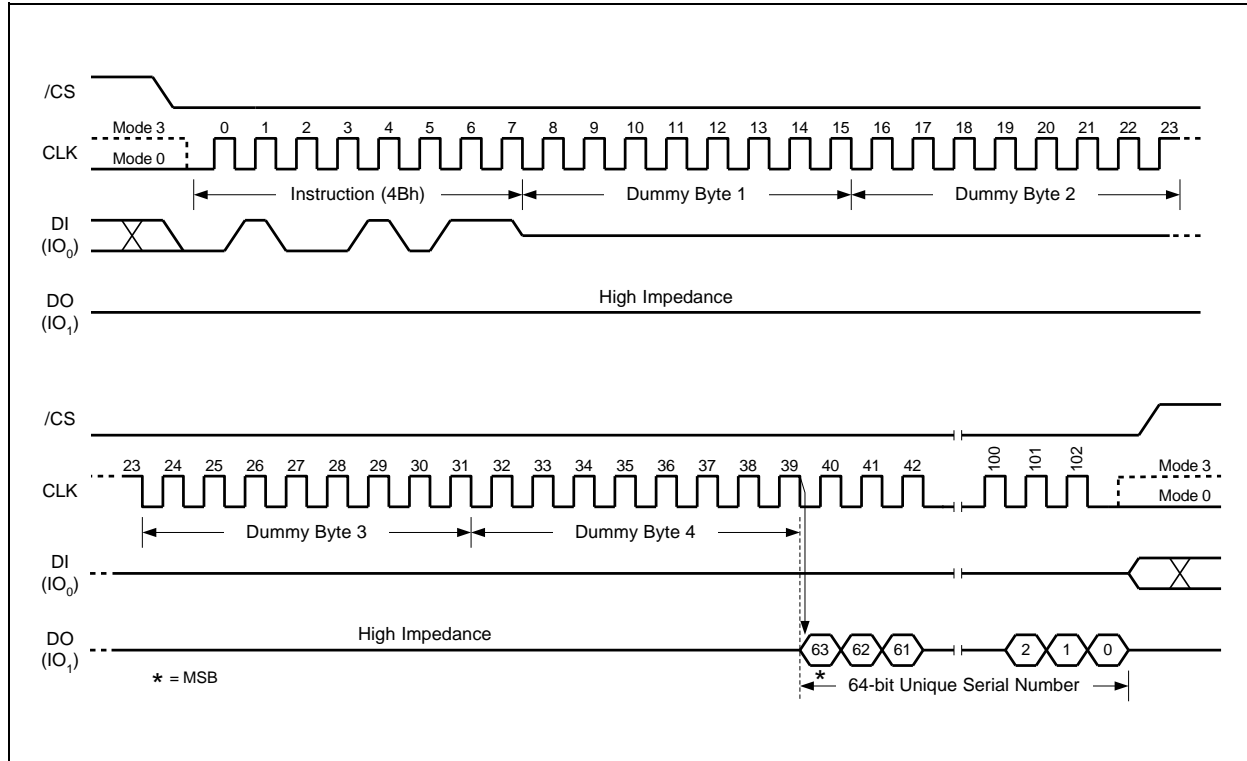 /CS
Mode 3 0 1 2 3 4 5 6 7 8 9 10 11 12 13 14 15 16 17 18 19 20 21 22 23
CLK
Mode 0
Instruction (4Bh) Dummy Byte 1 Dummy Byte 2
DI
(IO0)
High Impedance
DO
(IO1)
/CS
23 24 25 26 27 28 29 30 31 32 33 34 35 36 37 38 39 40 41 42 100 101 102 Mode 3
CLK
Mode 0
Dummy Byte 3 Dummy Byte 4
DI
(IO0)
High Impedance
DO
(IO1)
63 62 61 2 1 0
* = MSB
* 64-bit Unique Serial Number